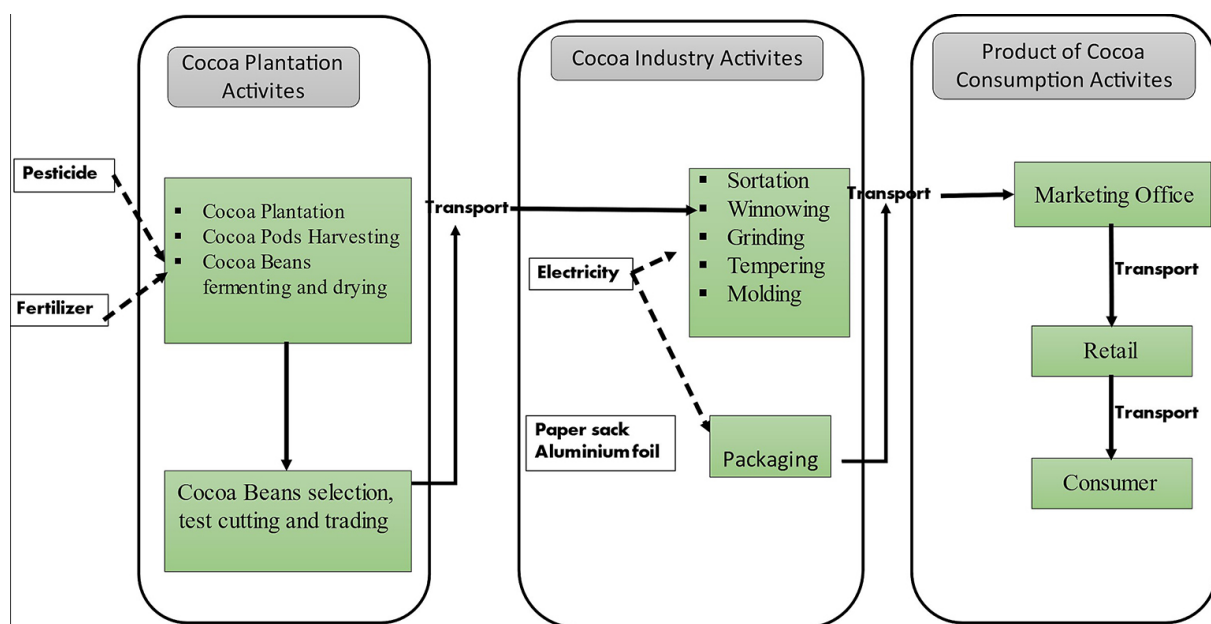 Cocoa Plantation
Activites
Pesticide
Fertilizer
▪ Cocoa Plantation
▪ Cocoa Pods Harvesting
▪ Cocoa Beans
fermenting and drying
Cocoa Beans selection,
test cutting and trading
Transport
Cocoa Industry Activites
▪ Sortation
▪ Winnowing
▪ Grinding
▪ Tempering
▪ Molding
Electricity
Paper sack
Aluminium foil
Packaging
Transport
Product of Cocoa
Consumption Activites
Marketing Office
Transport
Retail
Transport
Consumer